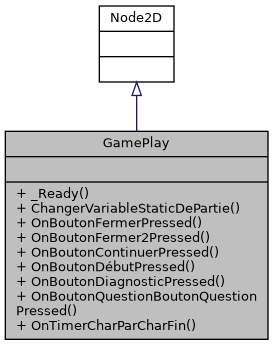 Node2D
GamePlay
+ _Ready()
+ ChangerVariableStaticDePartie()
+ OnBoutonFermerPressed()
+ OnBoutonFermer2Pressed()
+ OnBoutonContinuerPressed()
+ OnBoutonDébutPressed()
+ OnBoutonDiagnosticPressed()
+ OnBoutonQuestionBoutonQuestion
Pressed()
+ OnTimerCharParCharFin()